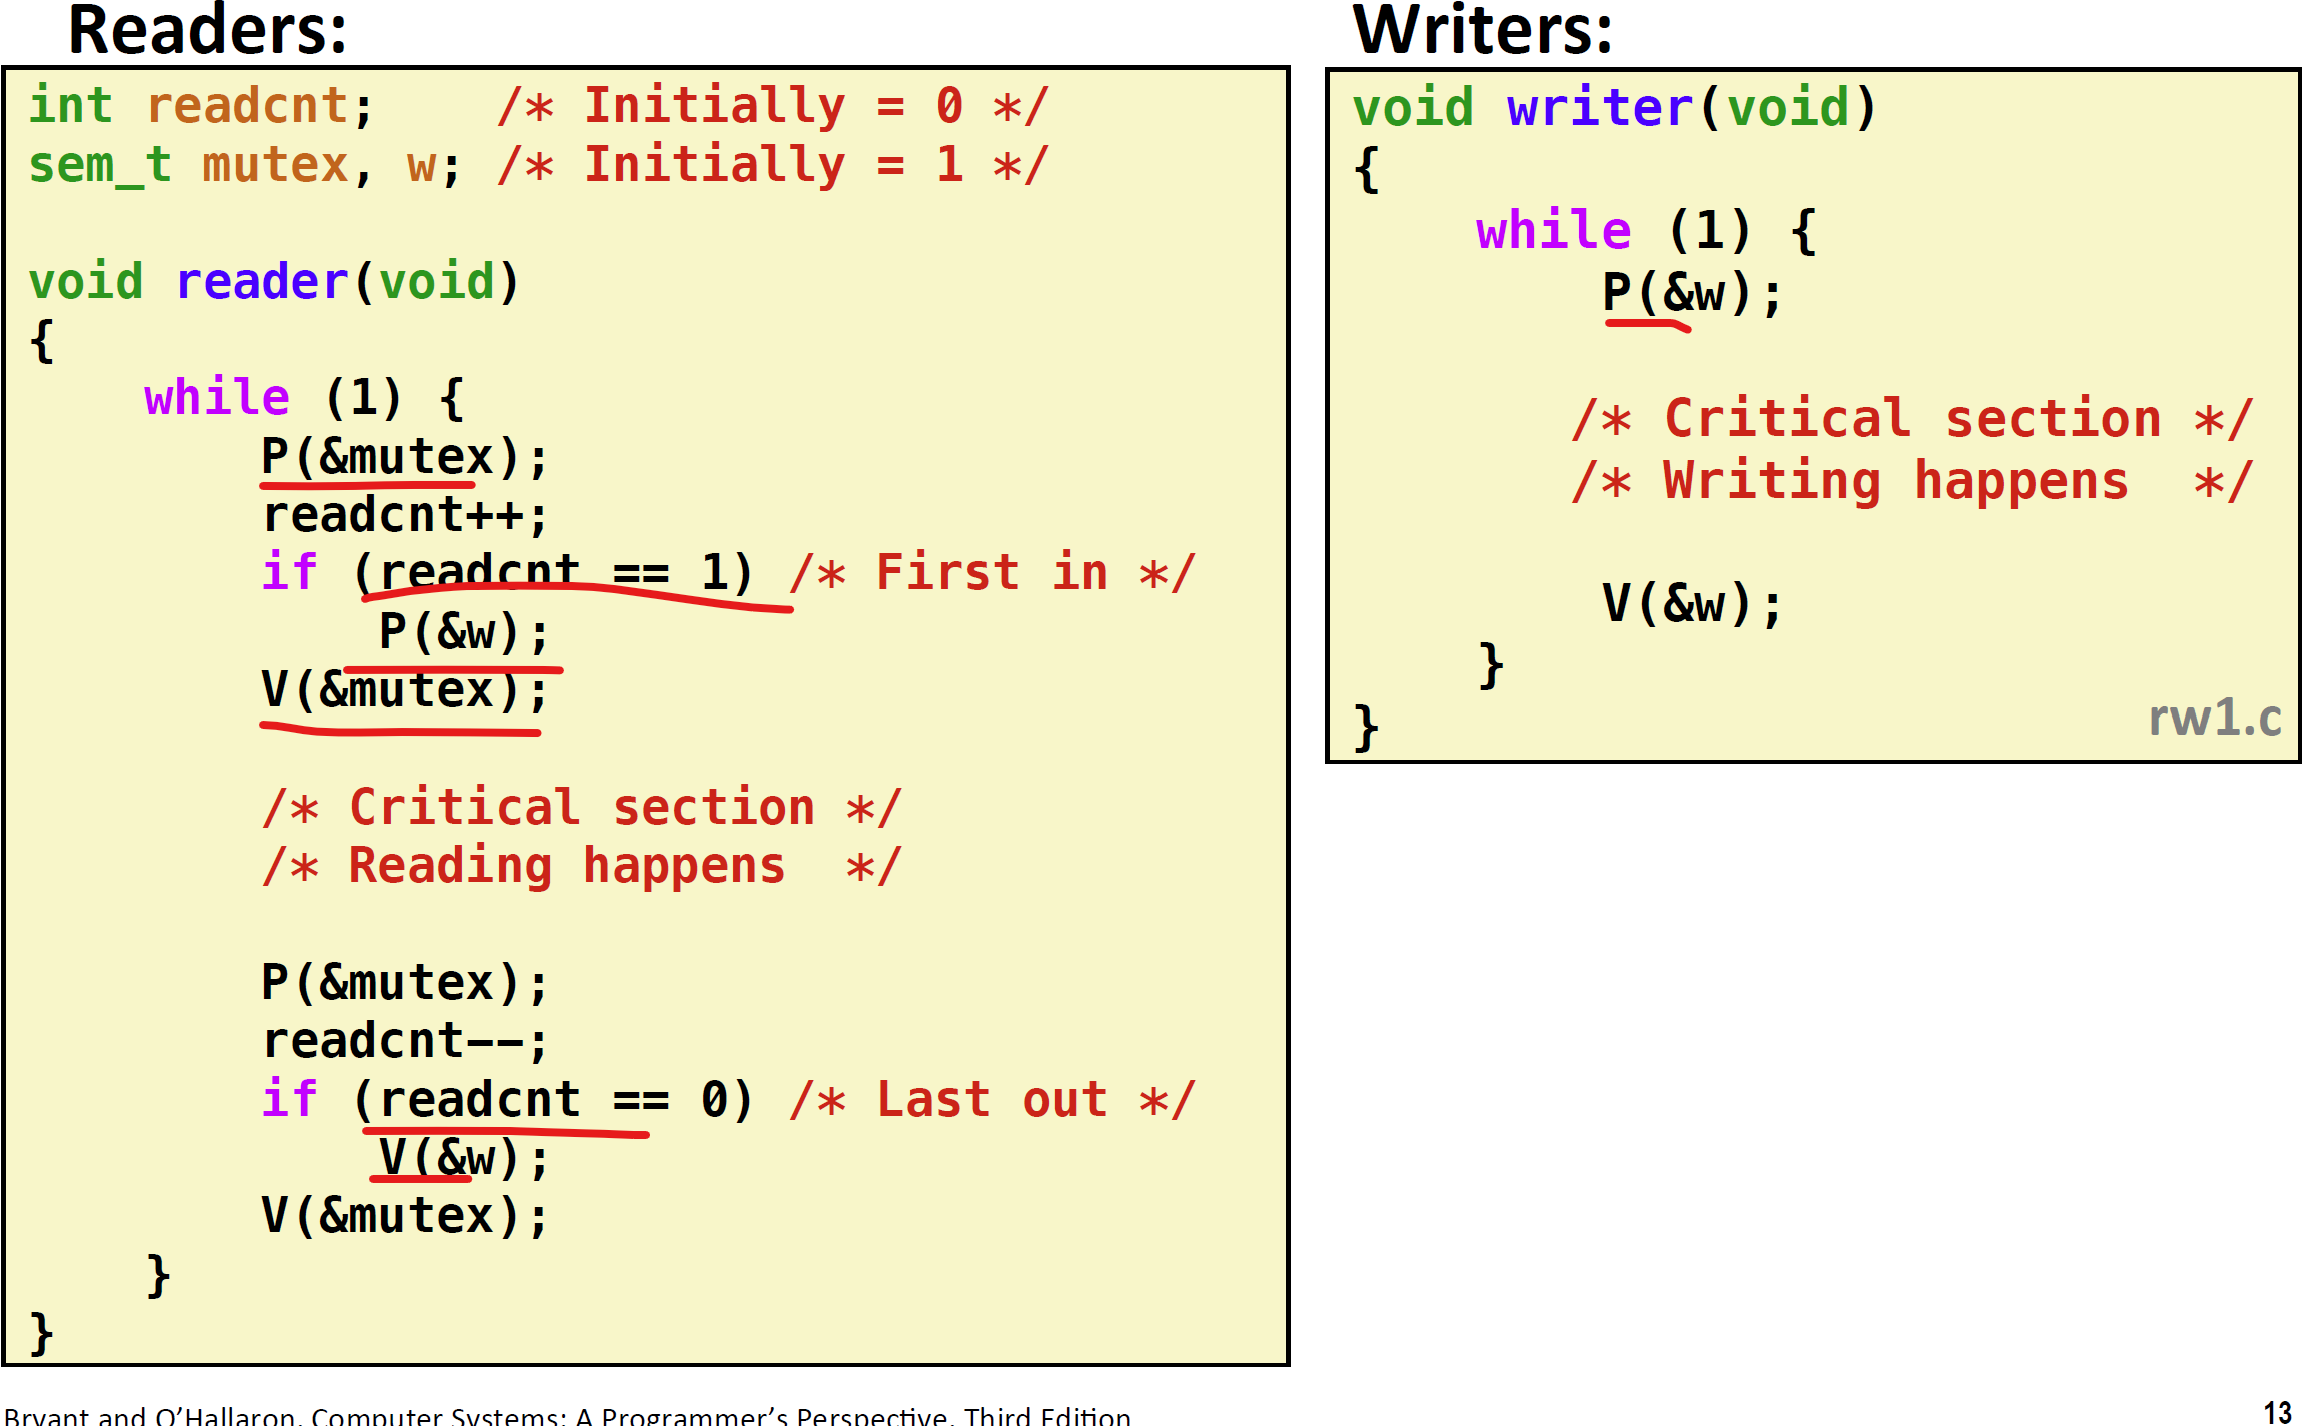 Readers:
int readcnt;    /* Initially = 0 */
sem_t mutex, w; /* Initially = 1 */
void reader(void)
{
    while (1) {
        P(&mutex);
        readcnt++;
        if (readcnt == 1) /* First in */
            P(&w);
        V(&mutex);
        /* Critical section */
        /* Reading happens  */
        P(&mutex);
        readcnt--;
        if (readcnt == 0) /* Last out */
            V(&w);
        V(&mutex);
    }
}
Writers:
void writer(void)
{
    while (1) {
        P(&w);
       /* Critical section */
       /* Writing happens  */
        V(&w);
    }
}
rw1.c
Bryant and O'Hallaron, Computer Systems: A Programmer's Perspective, Third Edition
13